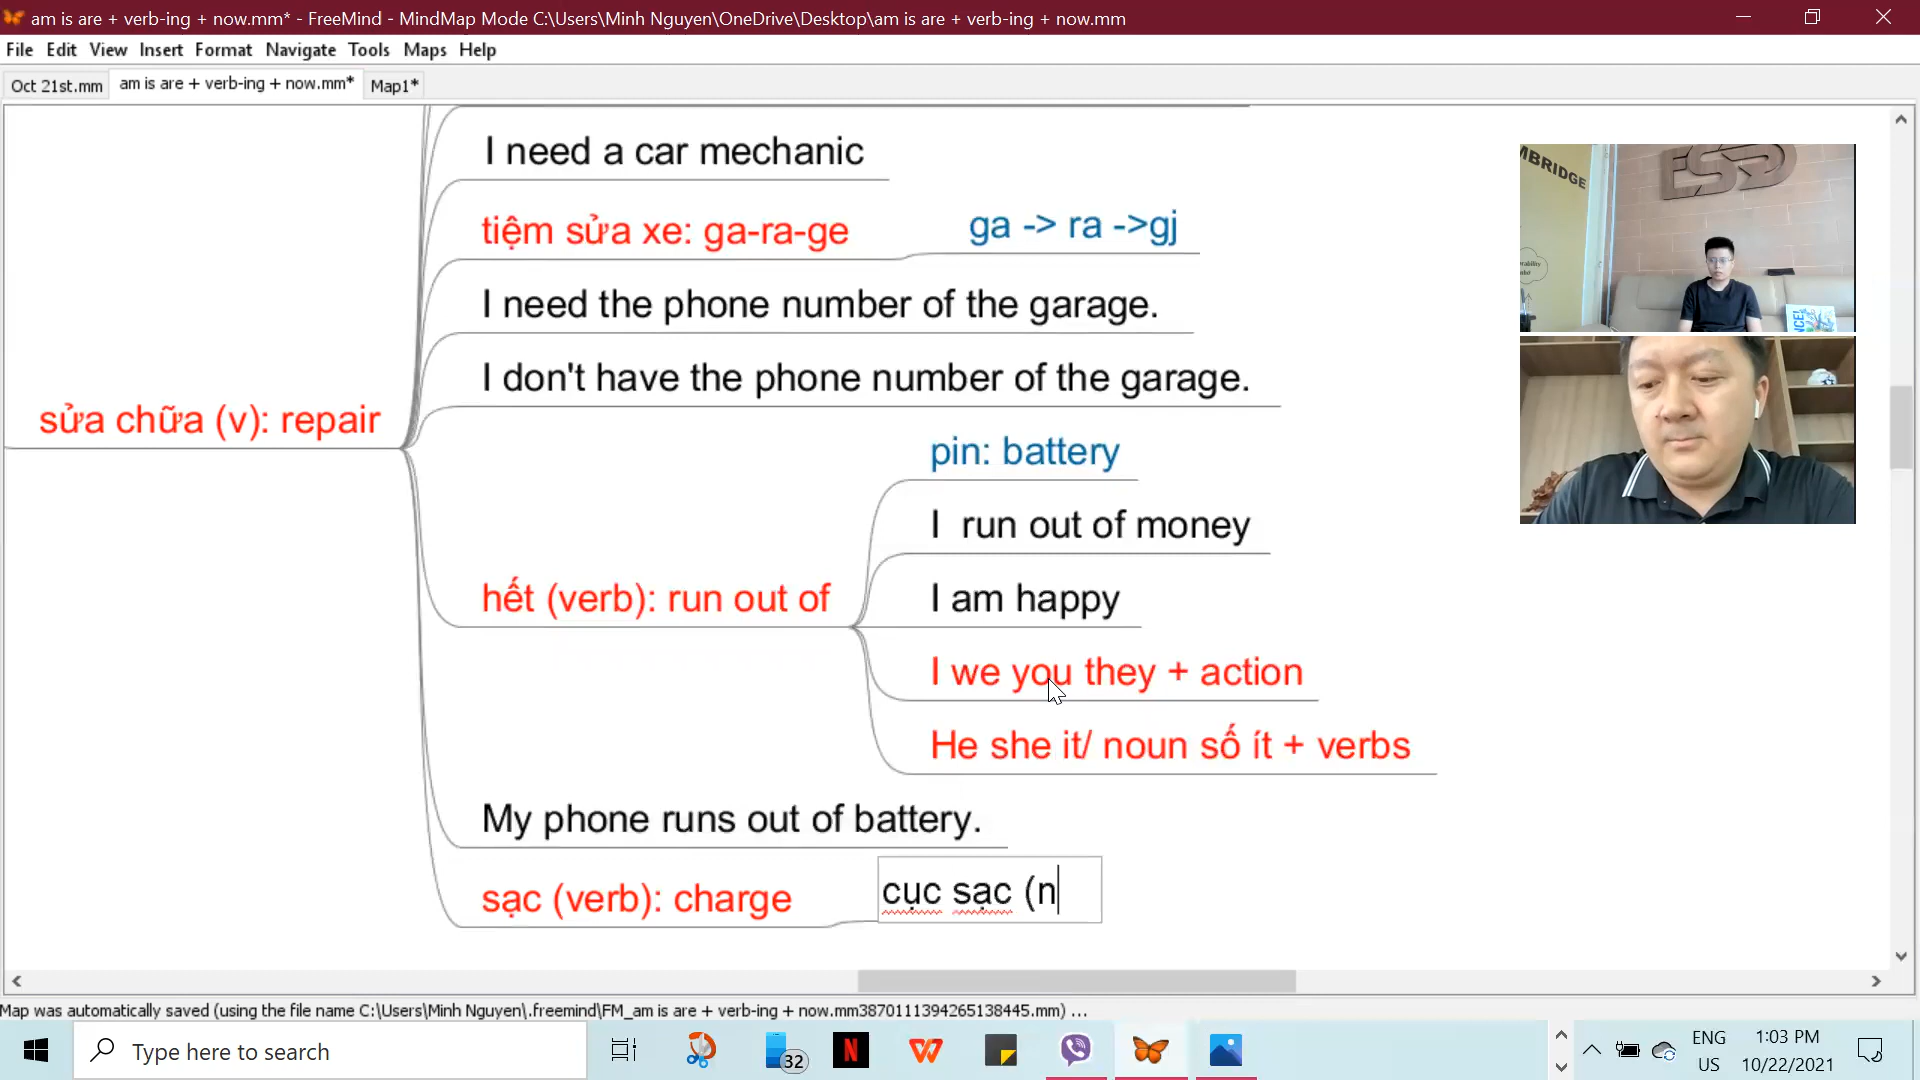 am is are + verb-ing + now.mm* - FreeMind - MindMap Mode C:\Users\Minh Nguyen\OneDrive\Desktop\am is are + verb-ing + now.mm
File Edit View Insert Format Navigate Tools Maps Help
Oct 21st.mm am is are + verb-ing + now.mm* Map1*
I need a car mechanic
tiệm sửa xe: ga-ra-ge
ga -> ra ->gj
I need the phone number of the garage.
I don't have the phone number of the garage.
sửa chữa (v): repair
pin: battery
I run out of money
hết (verb): run out of
I am happy
I we you they + action
He she it/ noun số ít + verbs
My phone runs out of battery.
sạc (verb): charge
cục sạc (n
MBRIDGE
ESD
Map was automatically saved (using the file name C:\Users\Minh Nguyen\.freemind\FM_am is are + verb-ing + now.mm3870111394265138445.mm) ...
Type here to search
32
N
ENG
US
1:03 PM
10/22/2021